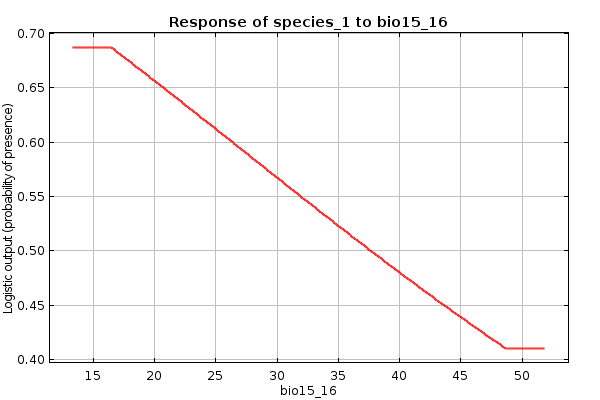 Response of species_1 to bio15_16
Logistic output (probability of presence)
0.70
0.65
0.60
0.55
0.50
0.45
0.40
15 20 25 30 35 40 45 50
bio15_16